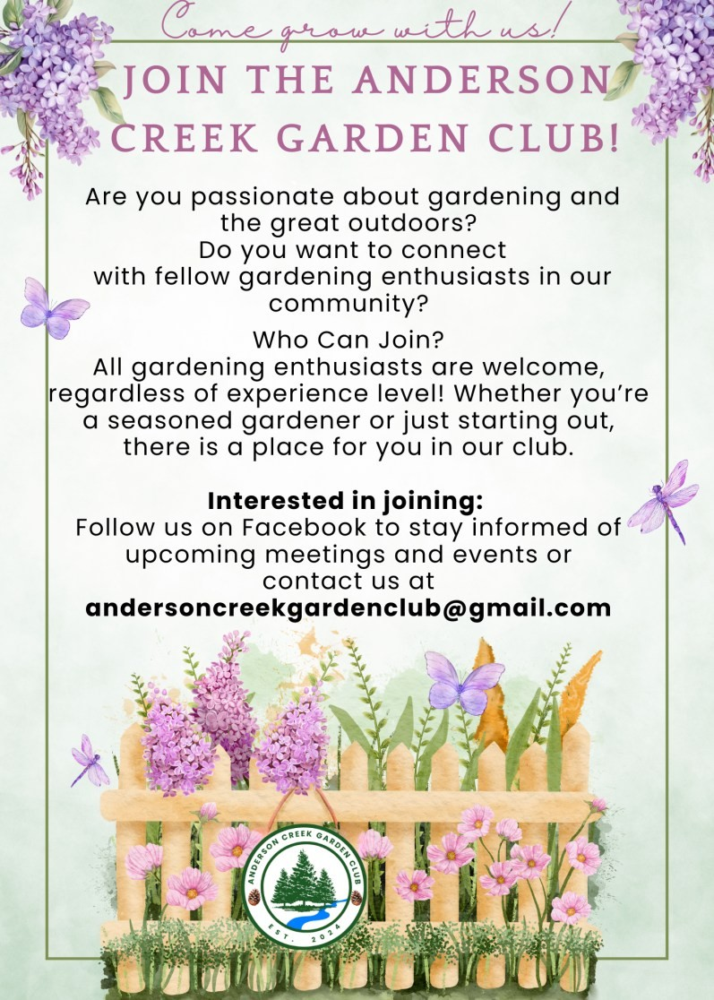 Come grow with us!
JOIN THE ANDERSON
CREEK GARDEN CLUB!
Are you passionate about gardening and
the great outdoors?
Do you want to connect
with fellow gardening enthusiasts in our
community?
Who Can Join?
All gardening enthusiasts are welcome,
regardless of experience level! Whether you’re
a seasoned gardener or just starting out,
there is a place for you in our club.
Interested in joining:
Follow us on Facebook to stay informed of
upcoming meetings and events or
contact us at
andersoncreekgardenclub@gmail.com
ANDERSON CREEK GARDEN CLUB
EST. 2024